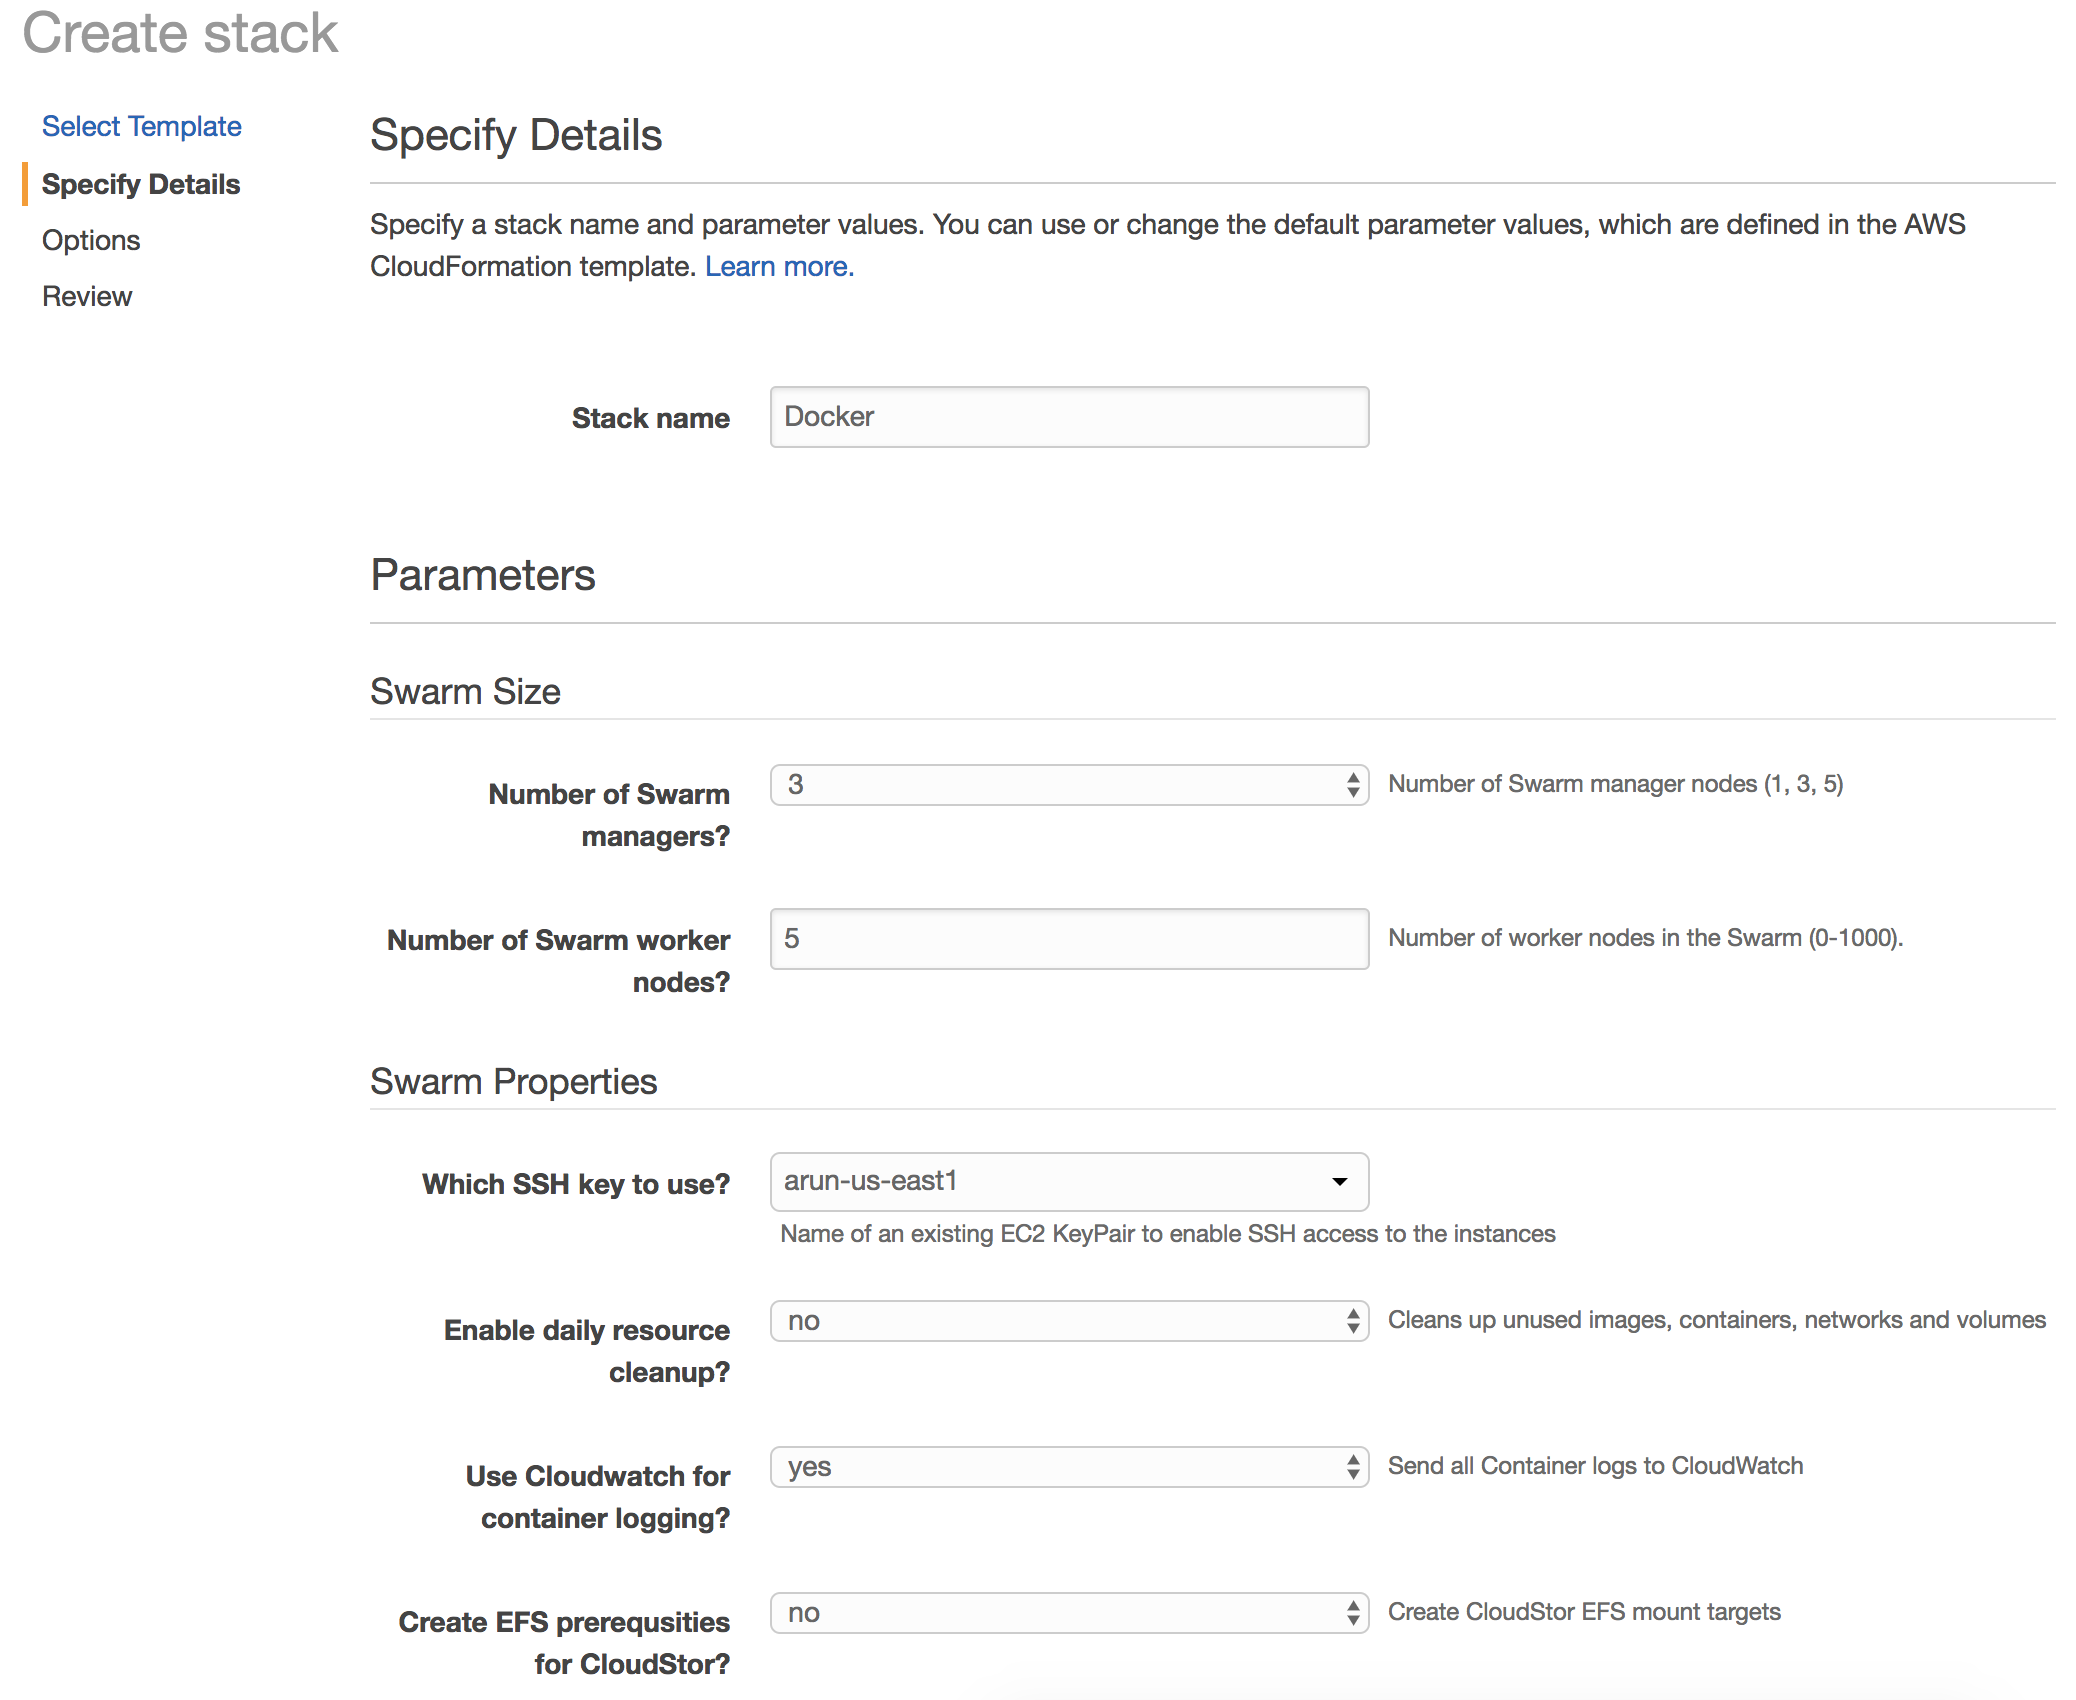 Create stack
Select Template
Specify Details
Options
Review
Specify Details
Specify a stack name and parameter values. You can use or change the default parameter values, which are defined in the AWS
CloudFormation template. Learn more.
Stack name
Docker
Parameters
Swarm Size
Number of Swarm
managers?
3
Number of Swarm manager nodes (1, 3, 5)
Number of Swarm worker
nodes?
5
Number of worker nodes in the Swarm (0-1000).
Swarm Properties
Which SSH key to use?
arun-us-east1
Name of an existing EC2 KeyPair to enable SSH access to the instances
Enable daily resource
cleanup?
no
Cleans up unused images, containers, networks and volumes
Use Cloudwatch for
container logging?
yes
Send all Container logs to CloudWatch
Create EFS prerequsities
for CloudStor?
no
Create CloudStor EFS mount targets